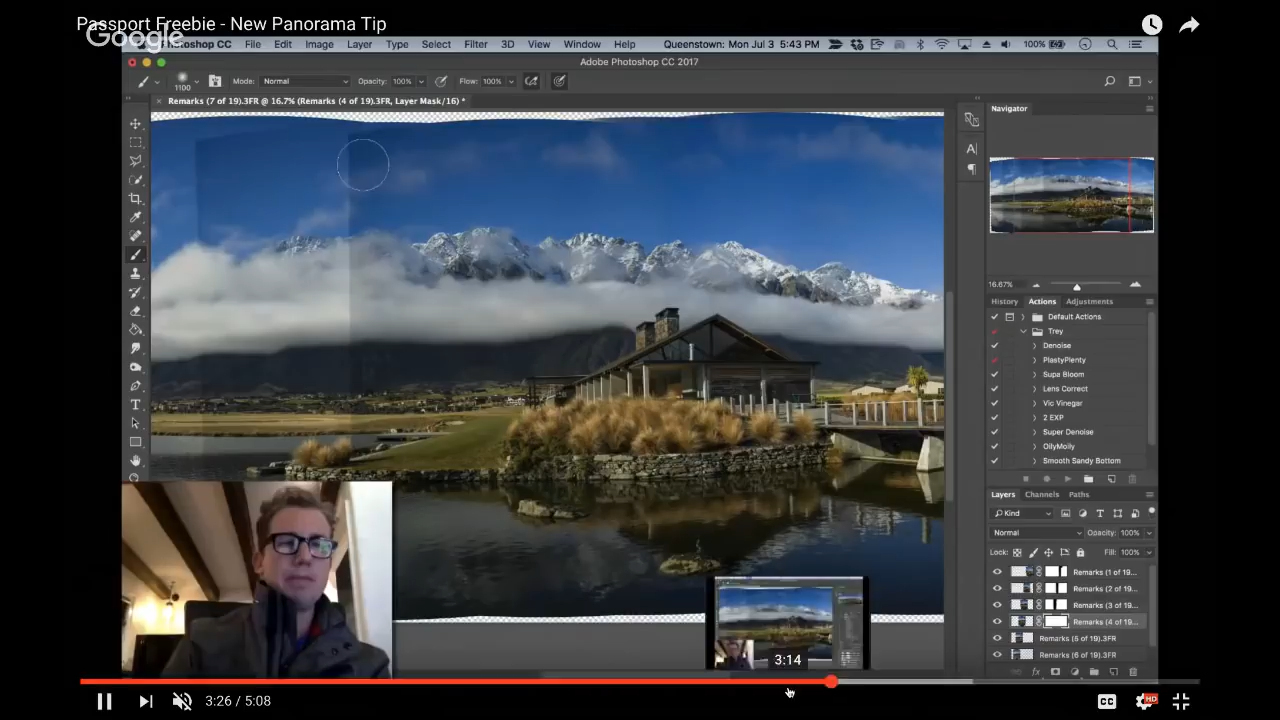 Passport Freebie - New Panorama Tip
Google
Photoshop CC File Edit Image Layer Type Select Filter 3D View Window Help Queenstown: Mon Jul 3 5:43 PM 100%
Adobe Photoshop CC 2017
1100 Mode: Normal Opacity: 100% Flow: 100%
× Remarks (7 of 19).3FR @ 16.7% (Remarks (4 of 19).3FR, Layer Mask/16) *
Navigator
16.67%
History Actions Adjustments
Default Actions
Trey
Denoise
PlastyPlenty
Supa Bloom
Lens Correct
Vic Vinegar
2 EXP
Super Denoise
OilyMolly
Smooth Sandy Bottom
Layers Channels Paths
Kind
Normal Opacity: 100%
Lock: Fill: 100%
Remarks (1 of 19...
Remarks (2 of 19...
Remarks (3 of 19...
Remarks (4 of 19...
Remarks (5 of 19).3FR
Remarks (6 of 19).3FR
fx
3:14
3:26 / 5:08
CC HD